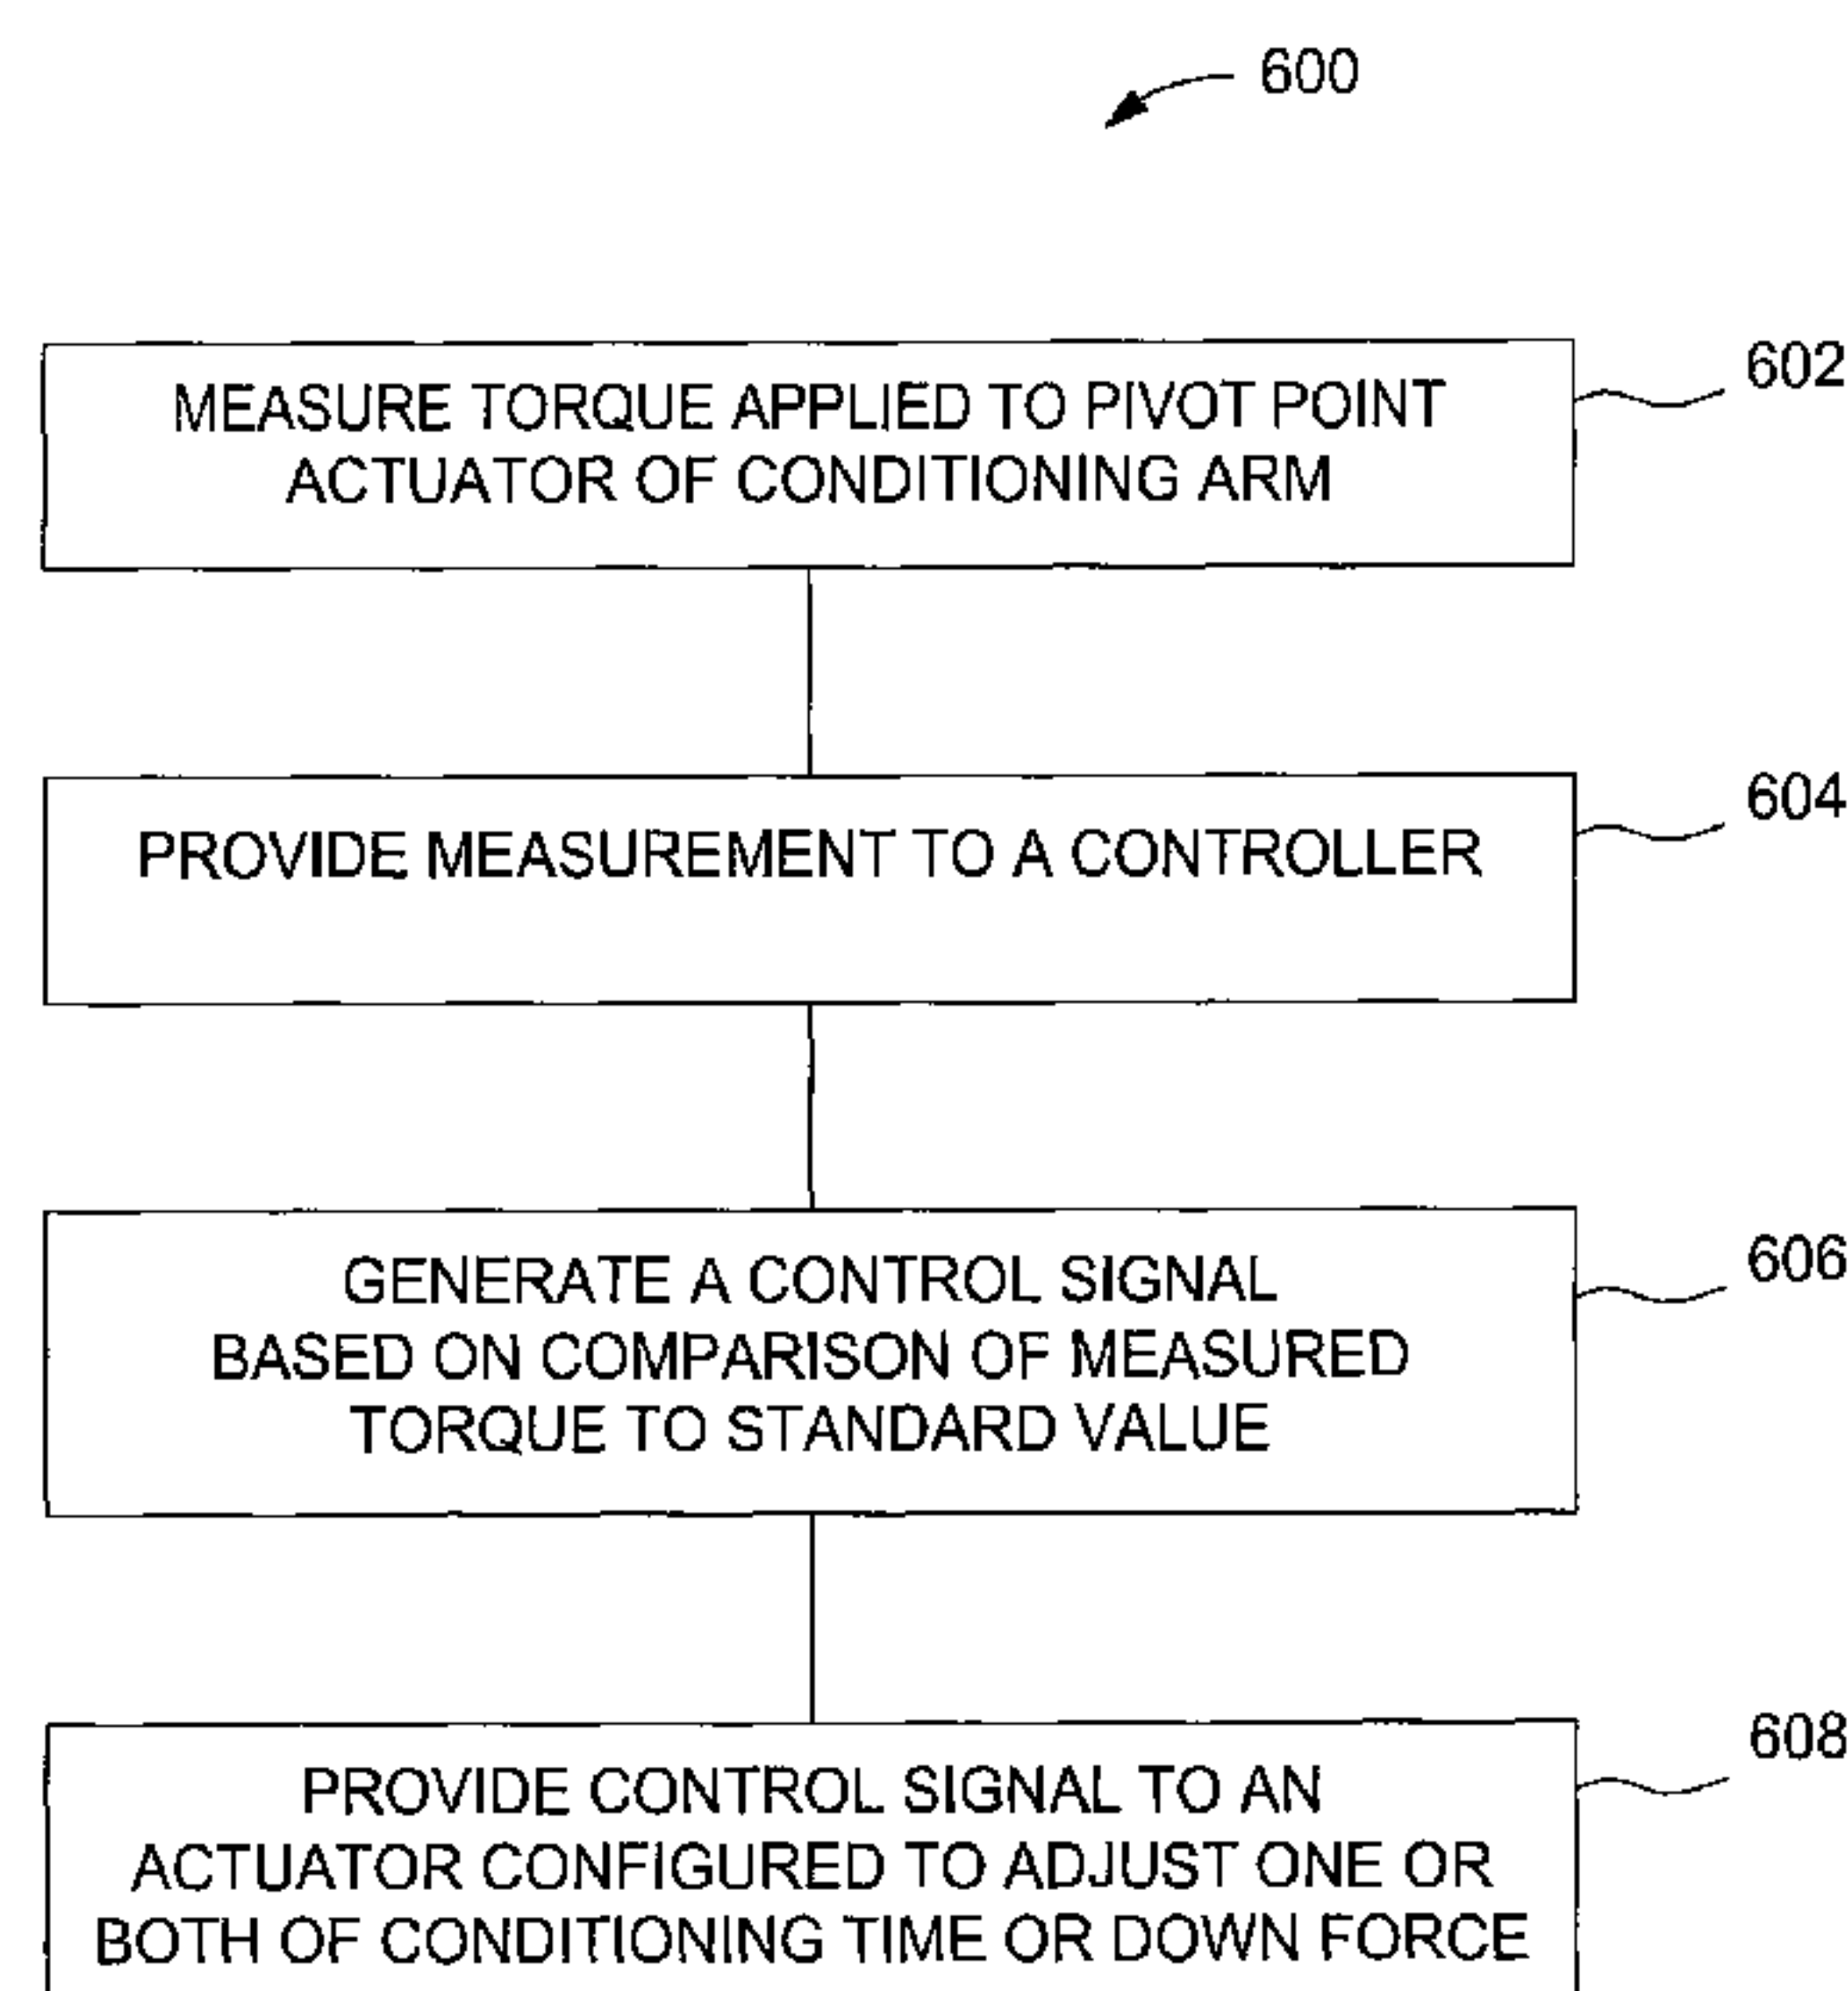 600
MEASURE TORQUE APPLIED TO PIVOT POINT
ACTUATOR OF CONDITIONING ARM
602
PROVIDE MEASUREMENT TO A CONTROLLER
604
GENERATE A CONTROL SIGNAL
BASED ON COMPARISON OF MEASURED
TORQUE TO STANDARD VALUE
606
PROVIDE CONTROL SIGNAL TO AN
ACTUATOR CONFIGURED TO ADJUST ONE OR
BOTH OF CONDITIONING TIME OR DOWN FORCE
608